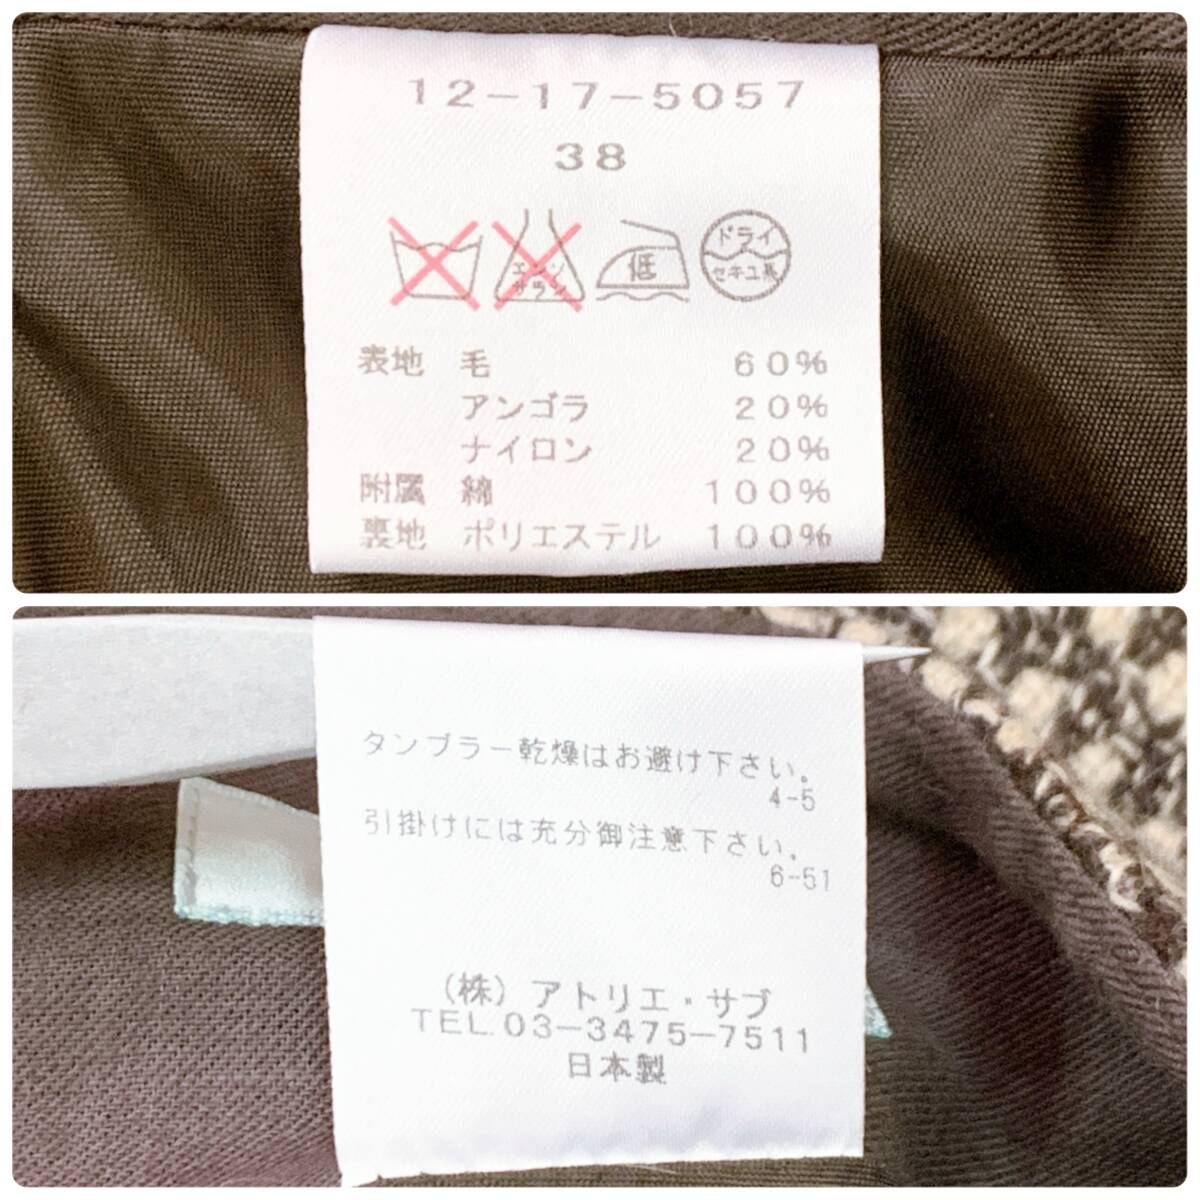 12-17-5057
38
エンソ
サラシ
低
ドライ
セキユ系
表地 毛 60%
アンゴラ 20%
ナイロン 20%
附属 綿 100%
裏地 ポリエステル 100%
タンブラー乾燥はお避け下さい。
4-5
引掛けには充分御注意下さい。
6-51
(株)アトリエ・サブ
TEL.03-3475-7511
日本製